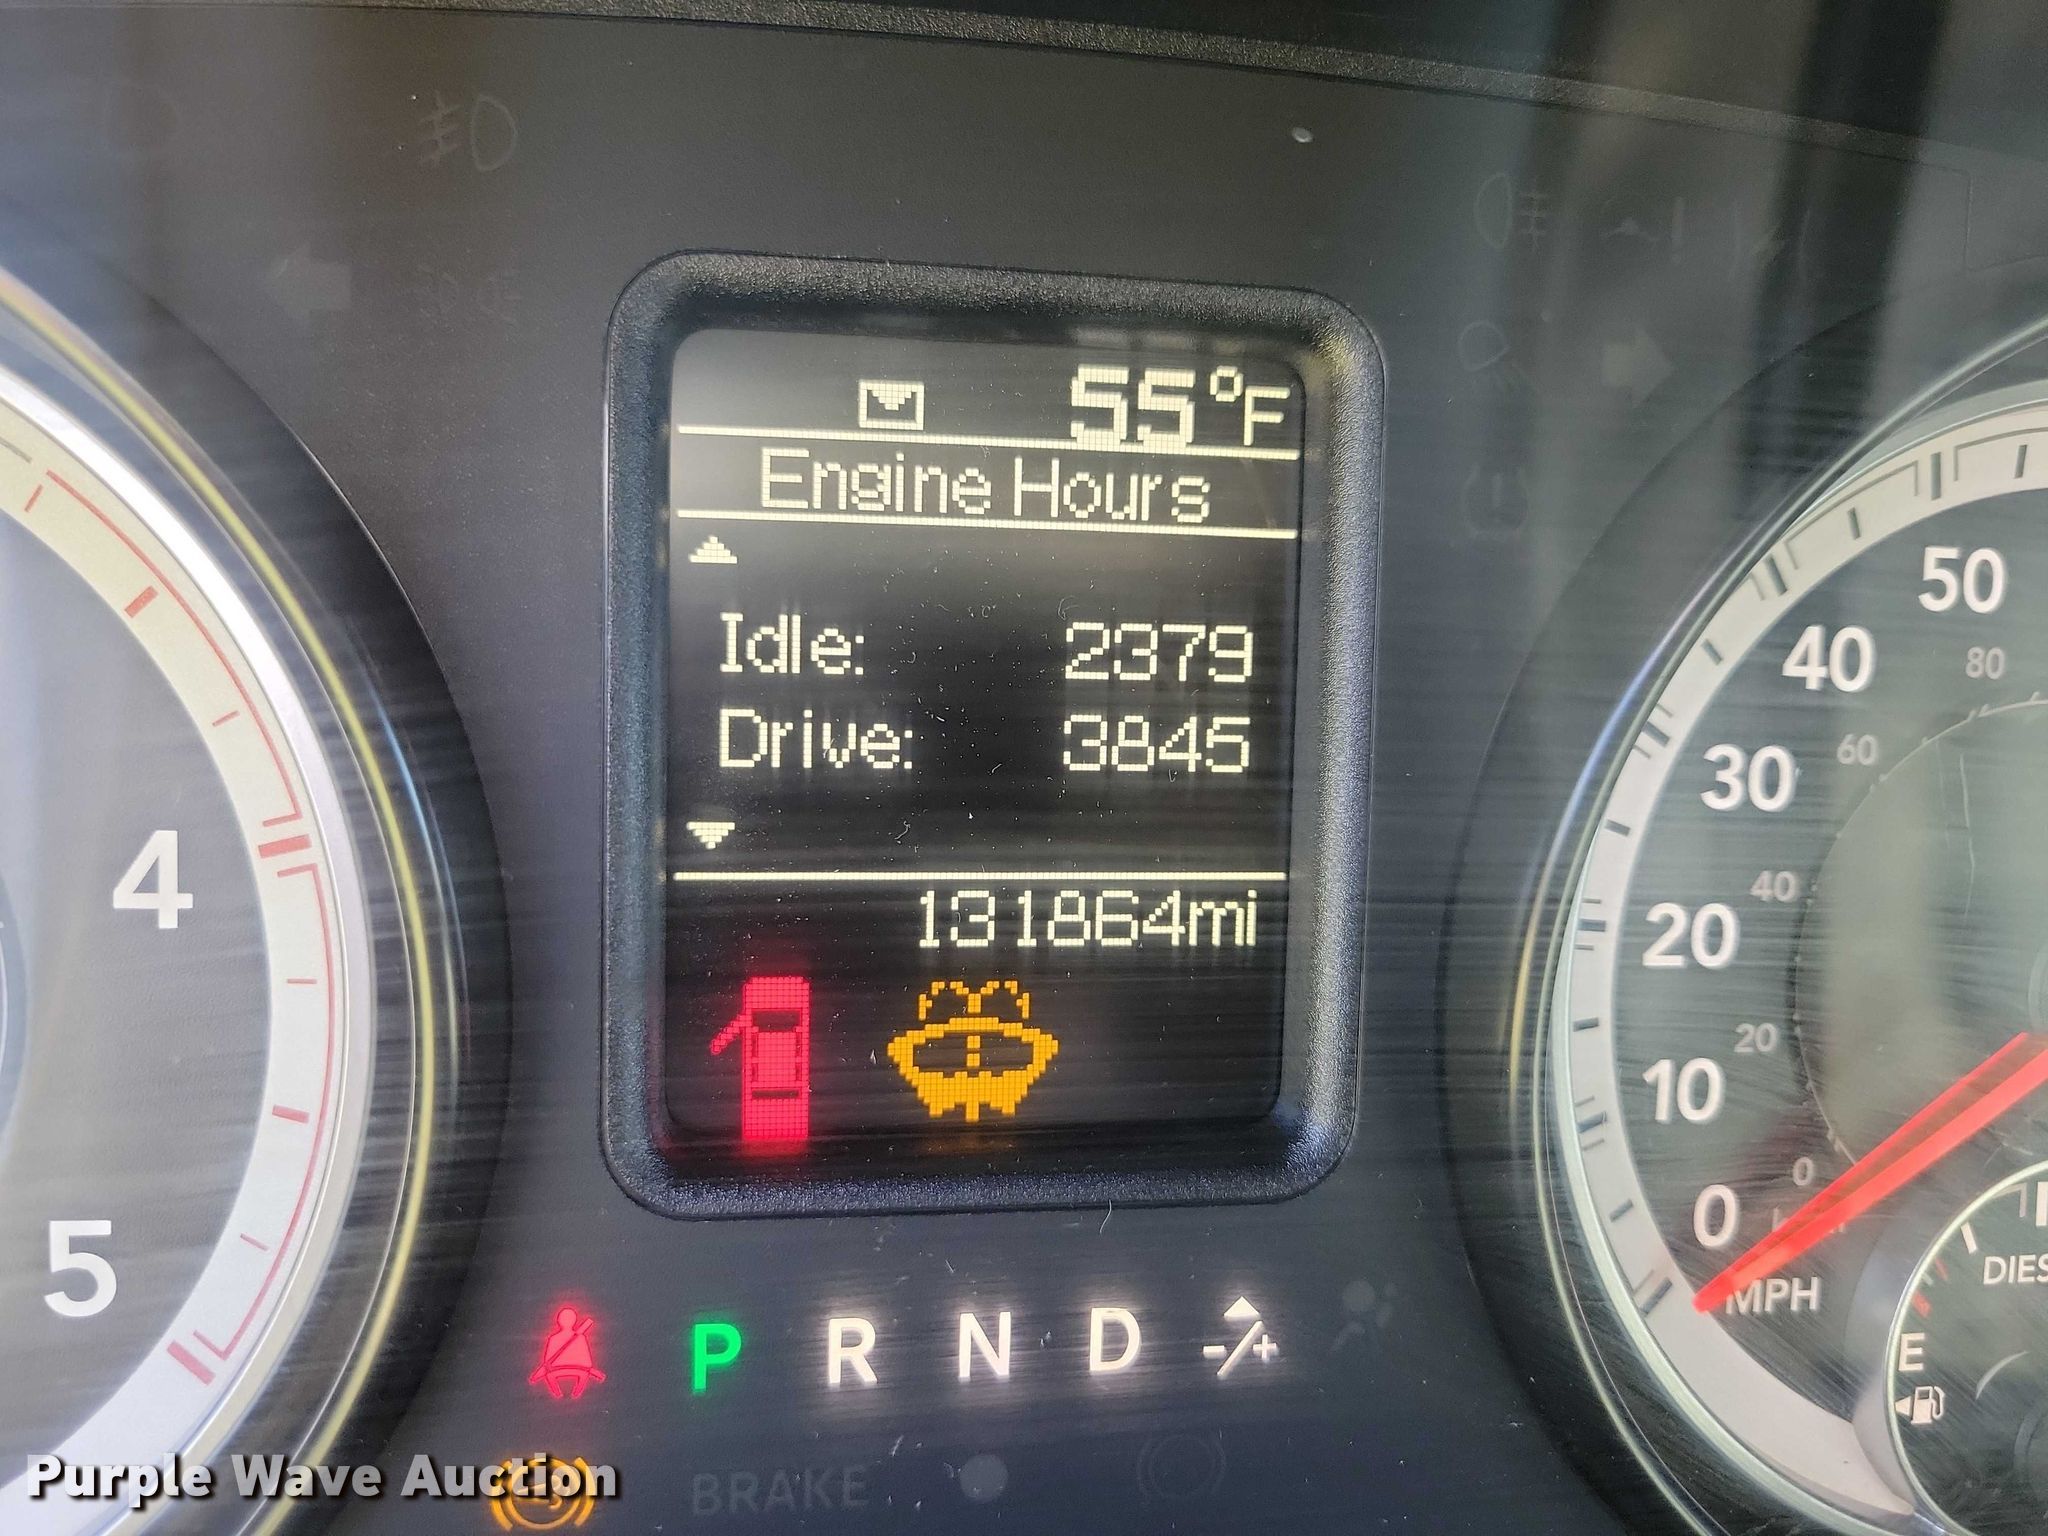 55°F
Engine Hours
Idle: 2379
Drive: 3845
131864mi
50
40
30
20
10
0
80
60
40
20
0
MPH
4
5
P R N D -/+
E
BRAKE
Purple Wave Auction